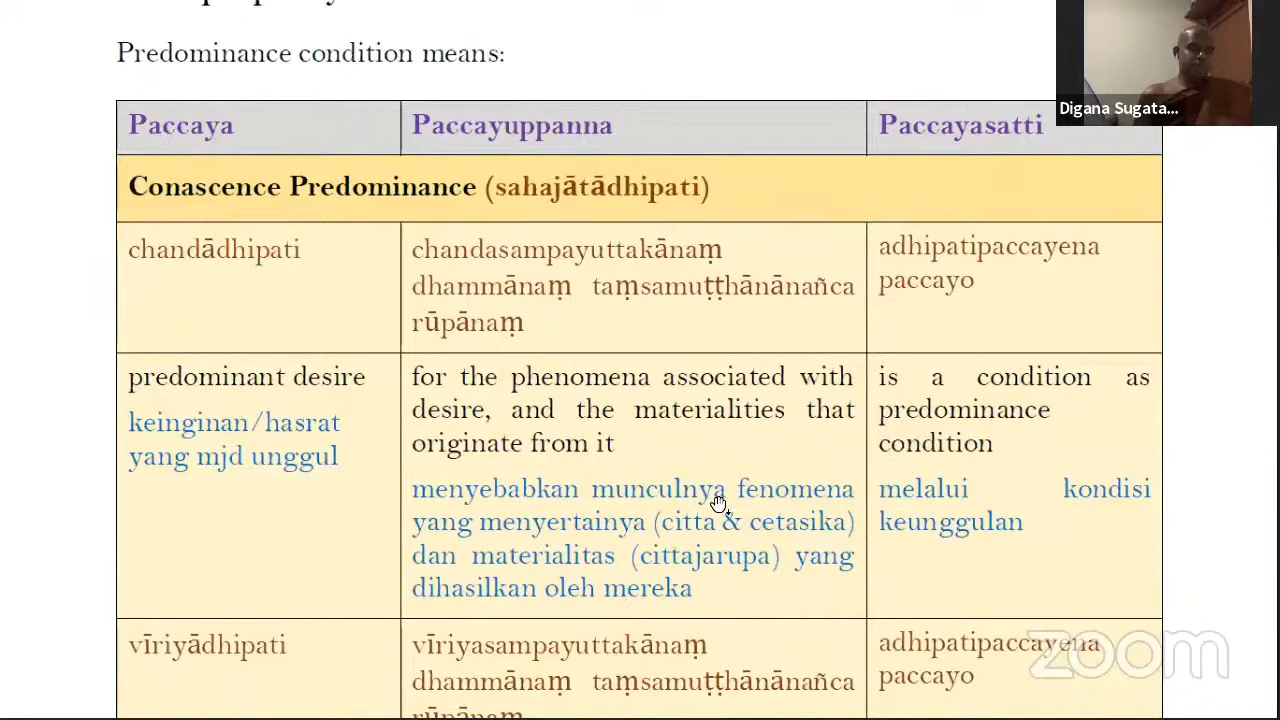 Predominance condition means:
Digana Sugata...
Paccaya
Paccayuppanna
Paccayasatti
Conascence Predominance (sahajātādhipati)
chandādhipati
chandasampayuttakānaṃ
dhammānaṃ taṃsamuṭṭhānānañca
rūpānaṃ
adhipatipaccayena
paccayo
predominant desire
keinginan/hasrat
yang mjd unggul
for the phenomena associated with
desire, and the materialities that
originate from it
menyebabkan munculnya fenomena
yang menyertainya (citta & cetasika)
dan materialitas (cittajarupa) yang
dihasilkan oleh mereka
is a condition as
predominance
condition
melalui kondisi
keunggulan
vīriyādhipati
vīriyasampayuttakānaṃ
dhammānaṃ taṃsamuṭṭhānānañca
rūpānaṃ
adhipatipaccayena
paccayo
zoom